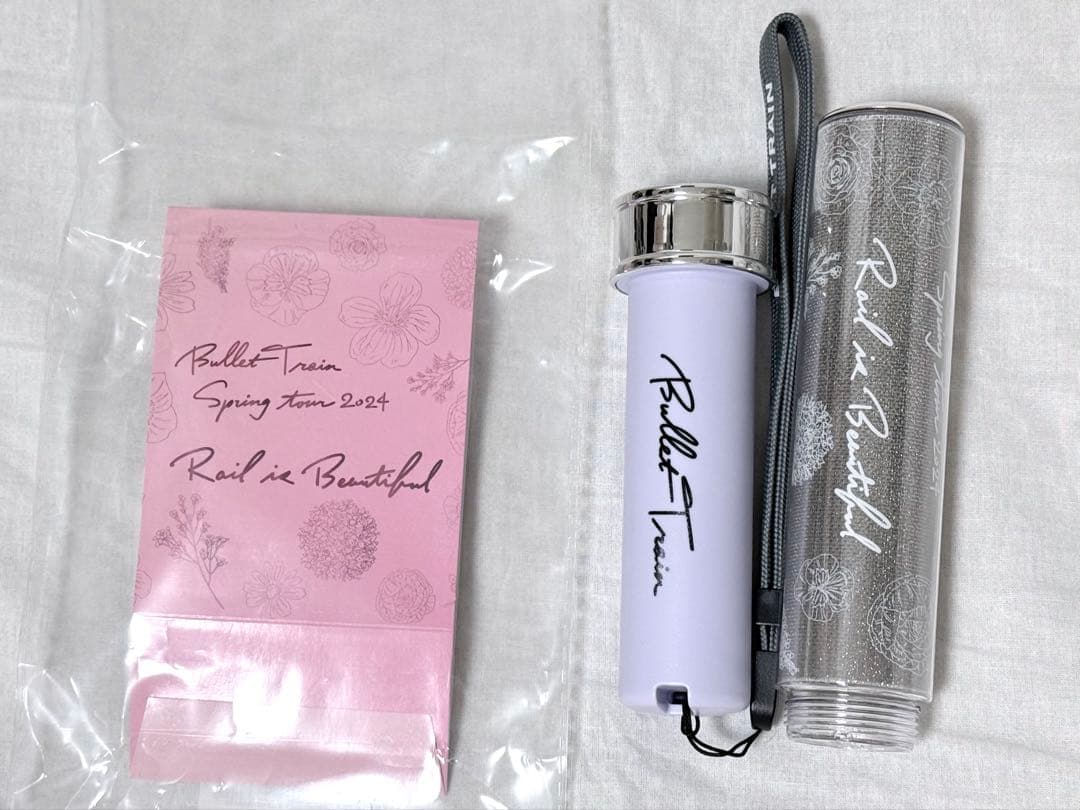 Bullet Train
Spring tour 2024
Rail is Beautiful
Bullet Train
TRAIN
Rail is Beautiful
Spring tour 2024